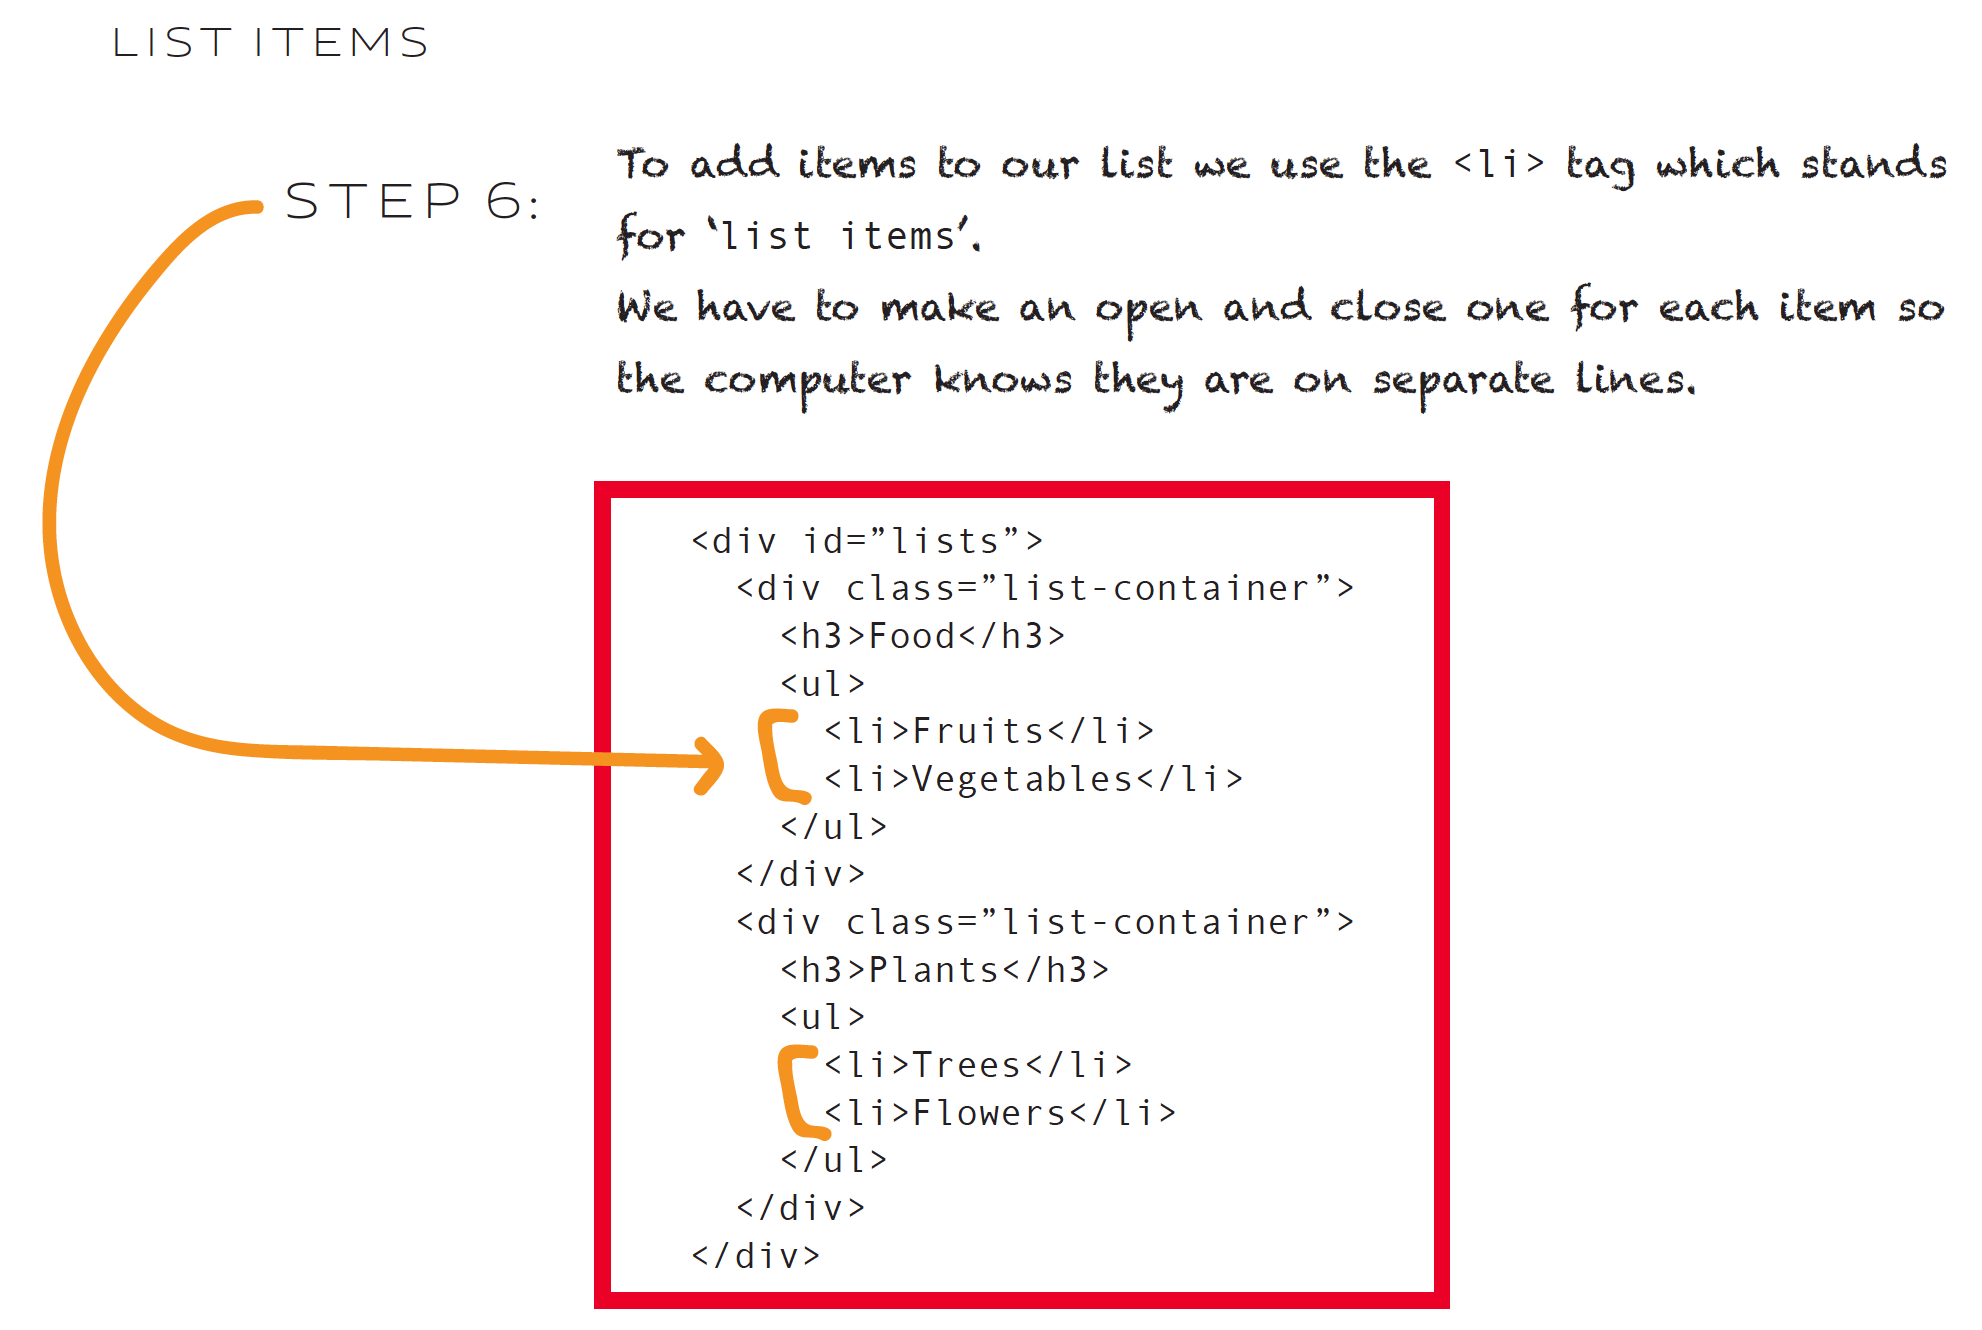 LIST ITEMS
STEP 6:
To add items to our list we use the <li> tag which stands
for ‘list items’.
We have to make an open and close one for each item so
the computer knows they are on separate lines.
<div id=”lists”>
<div class=”list-container”>
<h3>Food</h3>
<ul>
<li>Fruits</li>
<li>Vegetables</li>
</ul>
</div>
<div class=”list-container”>
<h3>Plants</h3>
<ul>
<li>Trees</li>
<li>Flowers</li>
</ul>
</div>
</div>